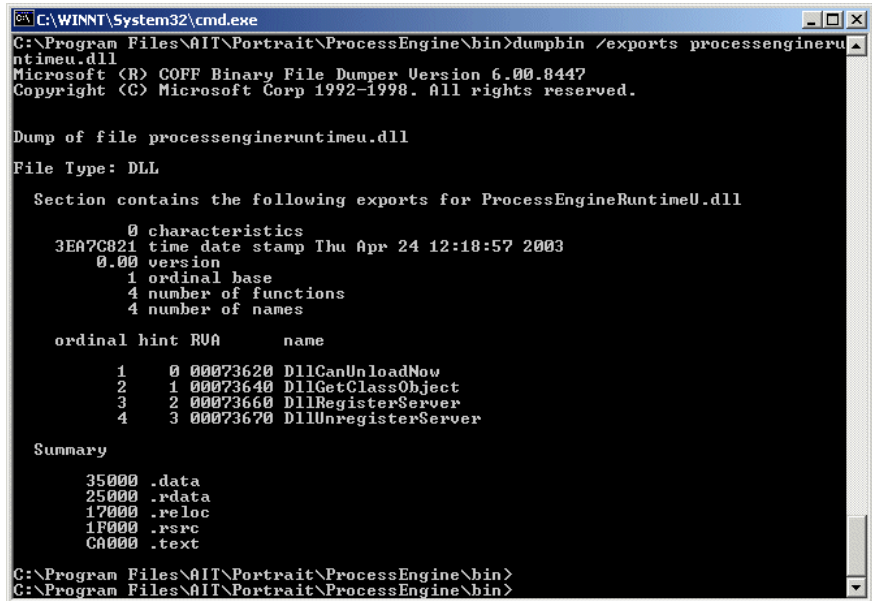 C:\WINNT\System32\cmd.exe
C:\Program Files\AIT\Portrait\ProcessEngine\bin>dumpbin /exports processengineru
ntimeu.dll
Microsoft (R) COFF Binary File Dumper Version 6.00.8447
Copyright (C) Microsoft Corp 1992-1998. All rights reserved.
Dump of file processengineruntimeu.dll
File Type: DLL
Section contains the following exports for ProcessEngineRuntimeU.dll
0 characteristics
3EA7C821 time date stamp Thu Apr 24 12:18:57 2003
0.00 version
1 ordinal base
4 number of functions
4 number of names
ordinal hint RVA name
1 0 00073620 DllCanUnloadNow
2 1 00073640 DllGetClassObject
3 2 00073660 DllRegisterServer
4 3 00073670 DllUnregisterServer
Summary
35000 .data
25000 .rdata
17000 .reloc
1F000 .rsrc
CA000 .text
C:\Program Files\AIT\Portrait\ProcessEngine\bin>
C:\Program Files\AIT\Portrait\ProcessEngine\bin>